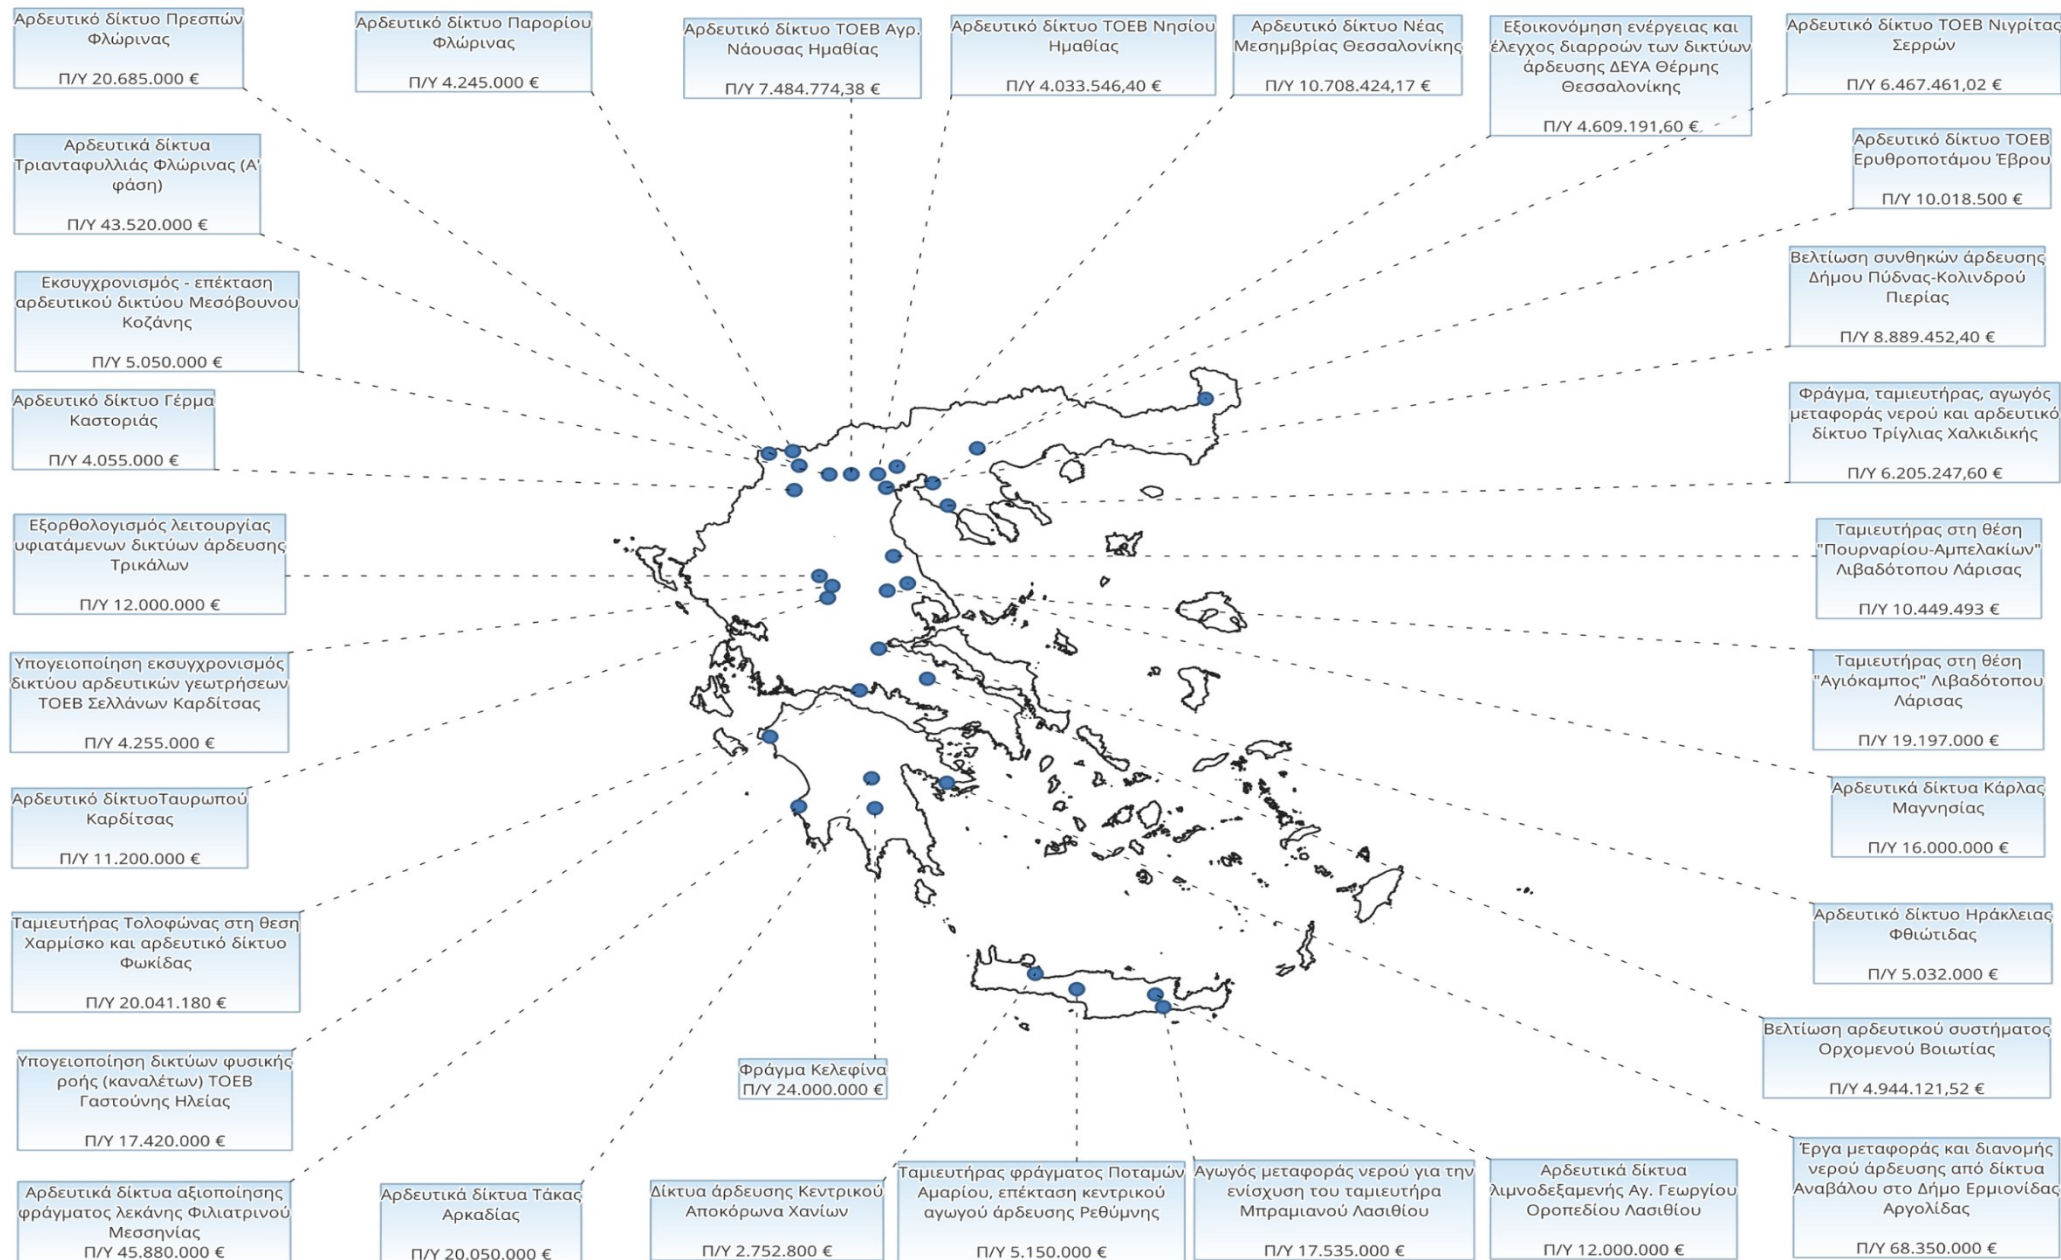 Αρδευτικό δίκτυο Πρεσπών
Φλώρινας
Π/Υ 20.685.000 €
Αρδευτικό δίκτυο Παρορίου
Φλώρινας
Π/Υ 4.245.000 €
Αρδευτικό δίκτυο ΤΟΕΒ Αγρ.
Νάουσας Ημαθίας
Π/Υ 7.484.774,38 €
Αρδευτικό δίκτυο ΤΟΕΒ Νησίου
Ημαθίας
Π/Υ 4.033.546,40 €
Αρδευτικό δίκτυο Νέας
Μεσημβρίας Θεσσαλονίκης
Π/Υ 10.708.424,17 €
Εξοικονόμηση ενέργειας και
έλεγχος διαρροών των δικτύων
άρδευσης ΔΕΥΑ Θέρμης
Θεσσαλονίκης
Π/Υ 4.609.191,60 €
Αρδευτικό δίκτυο ΤΟΕΒ Νιγρίτας
Σερρών
Π/Υ 6.467.461,02 €
Αρδευτικά δίκτυα
Τριανταφυλλιάς Φλώρινας (Α'
φάση)
Π/Υ 43.520.000 €
Αρδευτικό δίκτυο ΤΟΕΒ
Ερυθροποτάμου Έβρου
Π/Υ 10.018.500 €
Εκσυγχρονισμός - επέκταση
αρδευτικού δικτύου Μεσόβουνου
Κοζάνης
Π/Υ 5.050.000 €
Βελτίωση συνθηκών άρδευσης
Δήμου Πύδνας-Κολινδρού
Πιερίας
Π/Υ 8.889.452,40 €
Αρδευτικό δίκτυο Γέρμα
Καστοριάς
Π/Υ 4.055.000 €
Φράγμα, ταμιευτήρας, αγωγός
μεταφοράς νερού και αρδευτικό
δίκτυο Τρίγλιας Χαλκιδικής
Π/Υ 6.205.247,60 €
Εξορθολογισμός λειτουργίας
υφιατάμενων δικτύων άρδευσης
Τρικάλων
Π/Υ 12.000.000 €
Ταμιευτήρας στη θέση
"Πουρναρίου-Αμπελακίων"
Λιβαδότοπου Λάρισας
Π/Υ 10.449.493 €
Υπογειοποίηση εκσυγχρονισμός
δικτύου αρδευτικών γεωτρήσεων
ΤΟΕΒ Σελλάνων Καρδίτσας
Π/Υ 4.255.000 €
Ταμιευτήρας στη θέση
"Αγιόκαμπος" Λιβαδότοπου
Λάρισας
Π/Υ 19.197.000 €
Αρδευτικό δίκτυοΤαυρωπού
Καρδίτσας
Π/Υ 11.200.000 €
Αρδευτικά δίκτυα Κάρλας
Μαγνησίας
Π/Υ 16.000.000 €
Ταμιευτήρας Τολοφώνας στη θεση
Χαρμίσκο και αρδευτικό δίκτυο
Φωκίδας
Π/Υ 20.041.180 €
Αρδευτικό δίκτυο Ηράκλειας
Φθιώτιδας
Π/Υ 5.032.000 €
Υπογειοποίηση δικτύων φυσικής
ροής (καναλέτων) ΤΟΕΒ
Γαστούνης Ηλείας
Π/Υ 17.420.000 €
Φράγμα Κελεφίνα
Π/Υ 24.000.000 €
Βελτίωση αρδευτικού συστήματος
Ορχομενού Βοιωτίας
Π/Υ 4.944.121,52 €
Αρδευτικά δίκτυα αξιοποίησης
φράγματος λεκάνης Φιλιατρινού
Μεσσηνίας
Π/Υ 45.880.000 €
Αρδευτικά δίκτυα Τάκας
Αρκαδίας
Π/Υ 20.050.000 €
Δίκτυα άρδευσης Κεντρικού
Αποκόρωνα Χανίων
Π/Υ 2.752.800 €
Ταμιευτήρας φράγματος Ποταμών
Αμαρίου, επέκταση κεντρικού
αγωγού άρδευσης Ρεθύμνης
Π/Υ 5.150.000 €
Αγωγός μεταφοράς νερού για την
ενίσχυση του ταμιευτήρα
Μπραμιανού Λασιθίου
Π/Υ 17.535.000 €
Αρδευτικά δίκτυα
λιμνοδεξαμενής Αγ. Γεωργίου
Οροπεδίου Λασιθίου
Π/Υ 12.000.000 €
Έργα μεταφοράς και διανομής
νερού άρδευσης από δίκτυα
Αναβάλου στο Δήμο Ερμιονίδας
Αργολίδας
Π/Υ 68.350.000 €